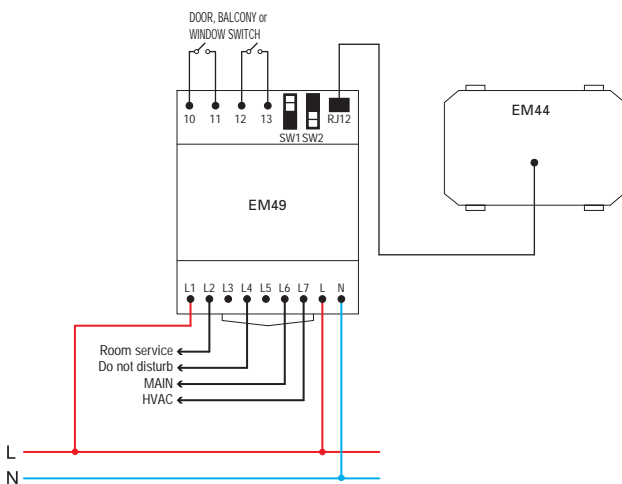 DOOR, BALCONY or
WINDOW SWITCH
10 11 12 13 RJ12
SW1 SW2
EM44
EM49
L1 L2 L3 L4 L5 L6 L7 L N
Room service
Do not disturb
MAIN
HVAC
L
N